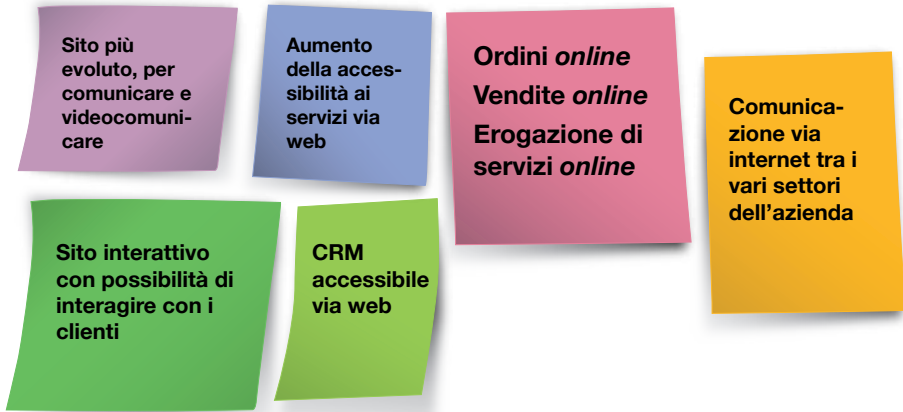 Sito più
evoluto, per
comunicare e
videocomuni-
care
Aumento
della acces-
sibilità ai
servizi via
web
Ordini online
Vendite online
Erogazione di
servizi online
Comunica-
zione via
internet tra i
vari settori
dell'azienda
Sito interattivo
con possibilità di
interagire con i
clienti
CRM
accessibile
via web